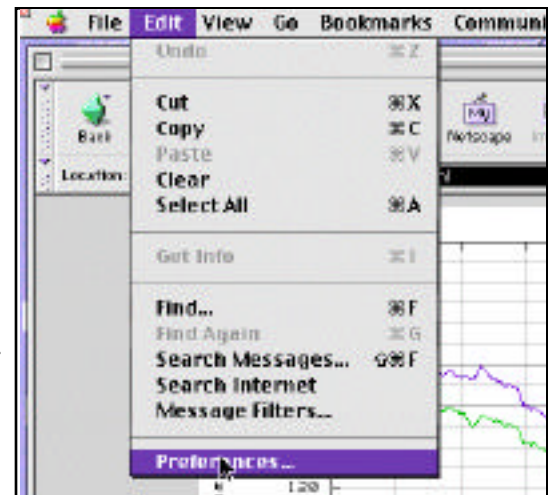 File Edit View Go Bookmarks Communi
Undo ⌘Z
Cut ⌘X
Copy ⌘C
Paste ⌘V
Clear
Select All ⌘A
Get Info ⌘I
Find... ⌘F
Find Again ⌘G
Search Messages... ⇧⌘F
Search Internet
Message Filters...
Preferences...
Back
My
Netscape
Location:
120